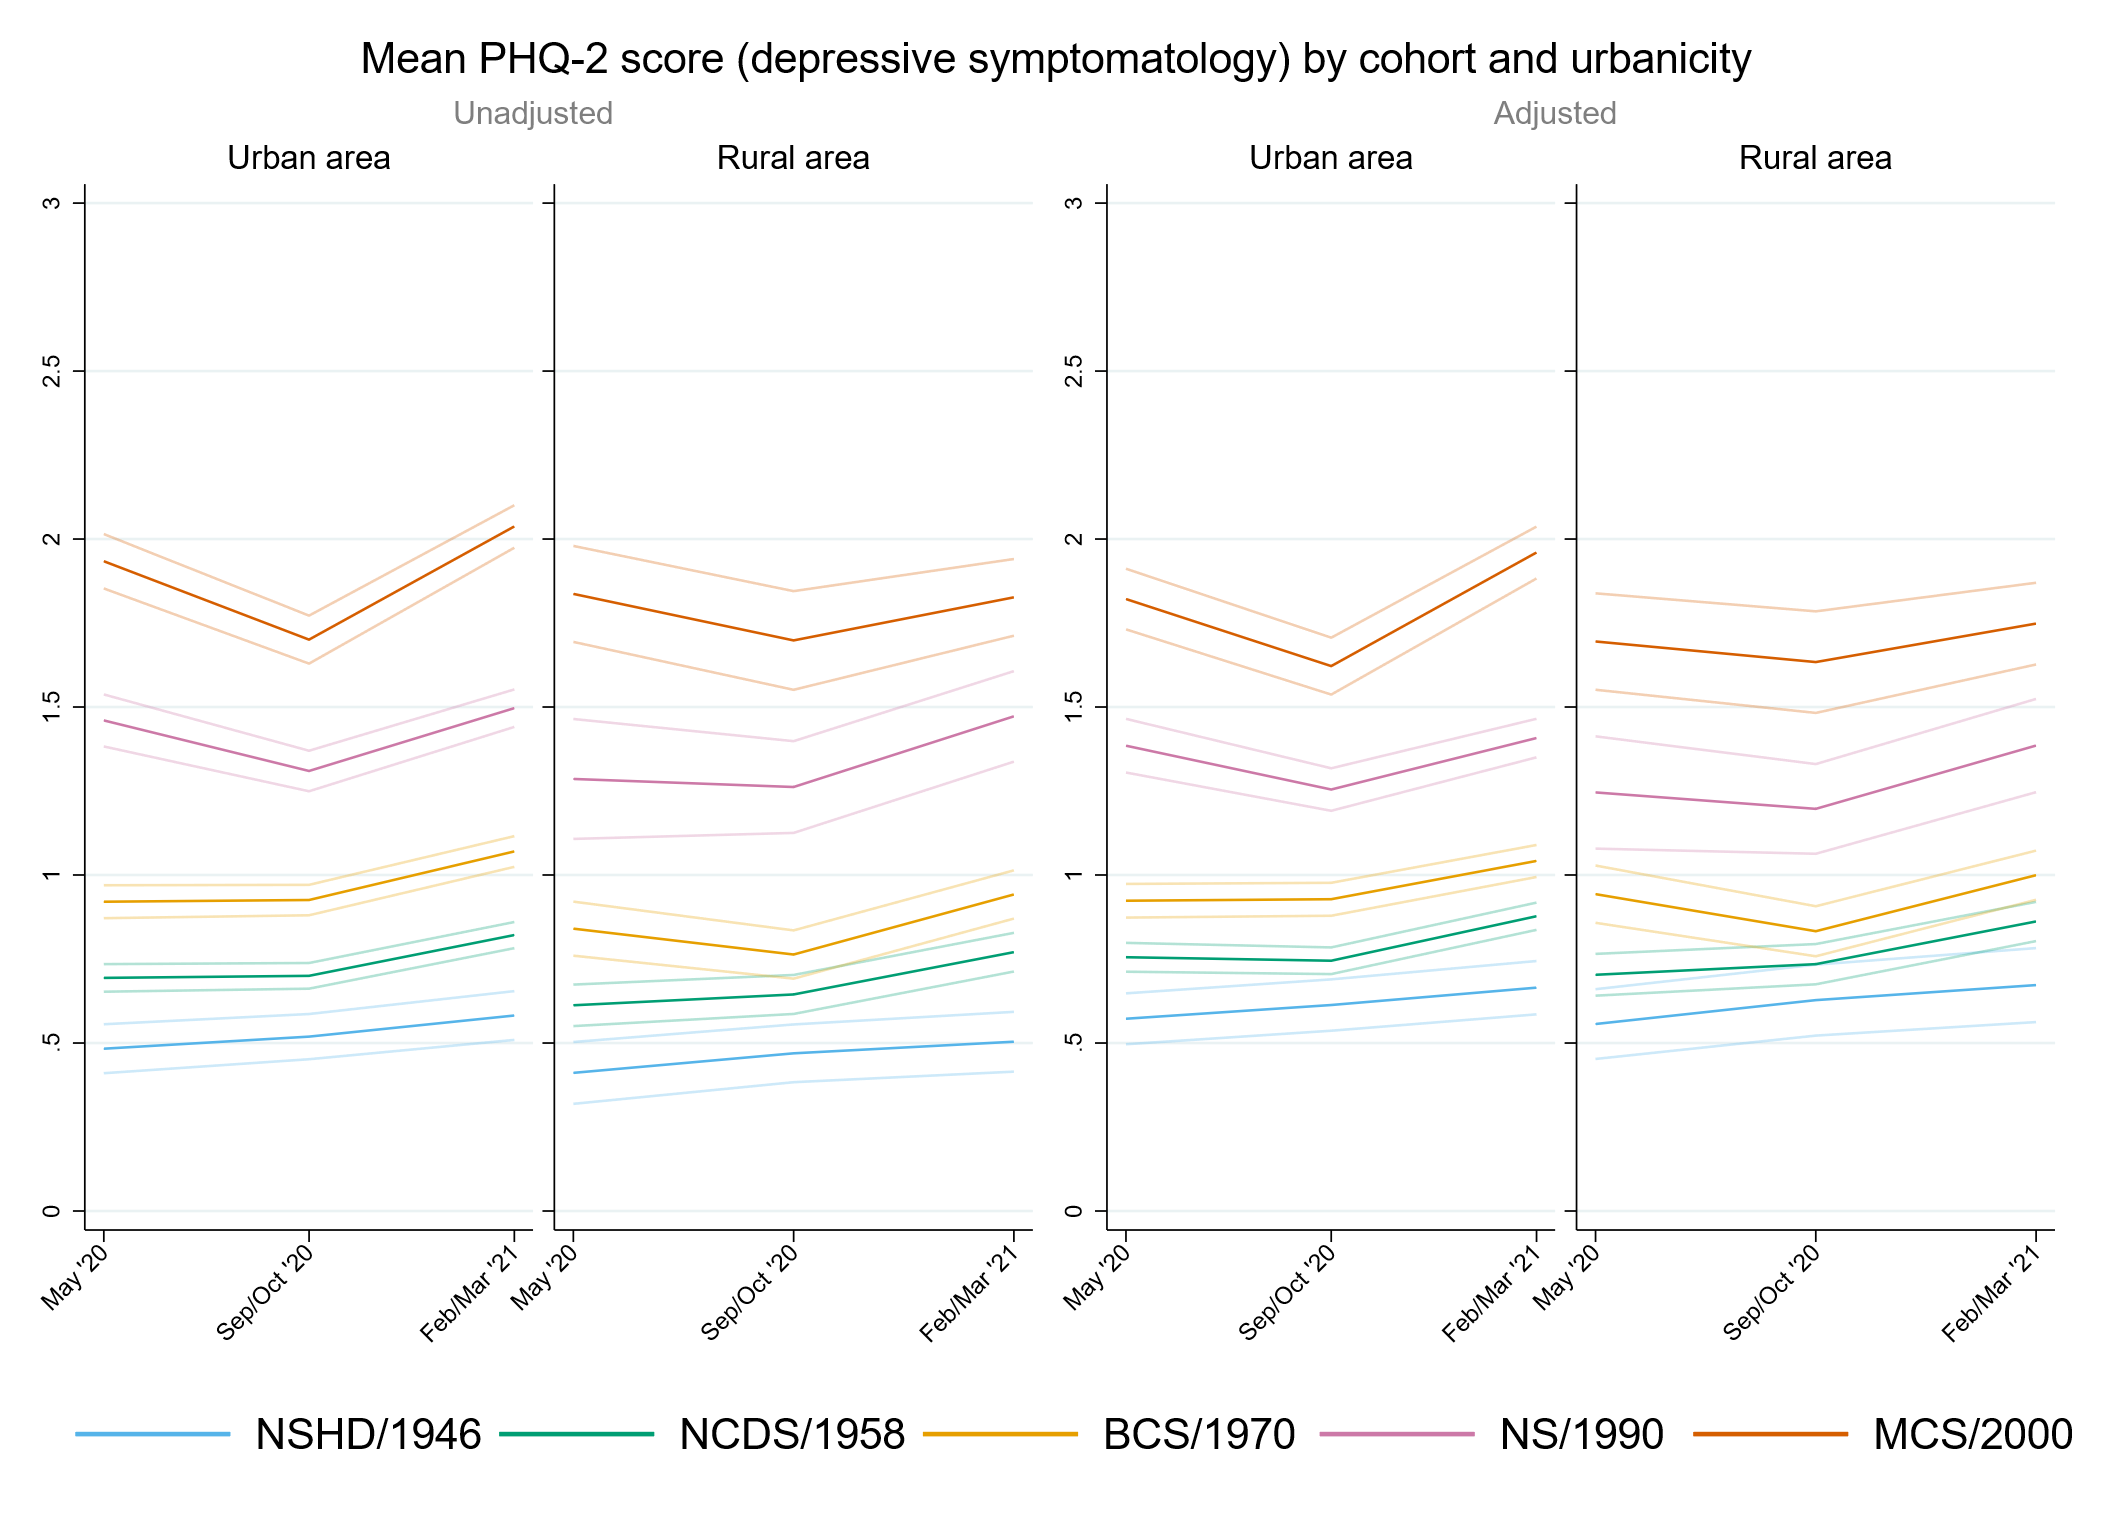 Mean PHQ-2 score (depressive symptomatology) by cohort and urbanicity
Unadjusted
Adjusted
Urban area
Rural area
Urban area
Rural area
3
2.5
2
1.5
1
.5
0
3
2.5
2
1.5
1
.5
0
May '20
Sep/Oct '20
Feb/Mar '21
May '20
Sep/Oct '20
Feb/Mar '21
May '20
Sep/Oct '20
Feb/Mar '21
May '20
Sep/Oct '20
Feb/Mar '21
NSHD/1946
NCDS/1958
BCS/1970
NS/1990
MCS/2000